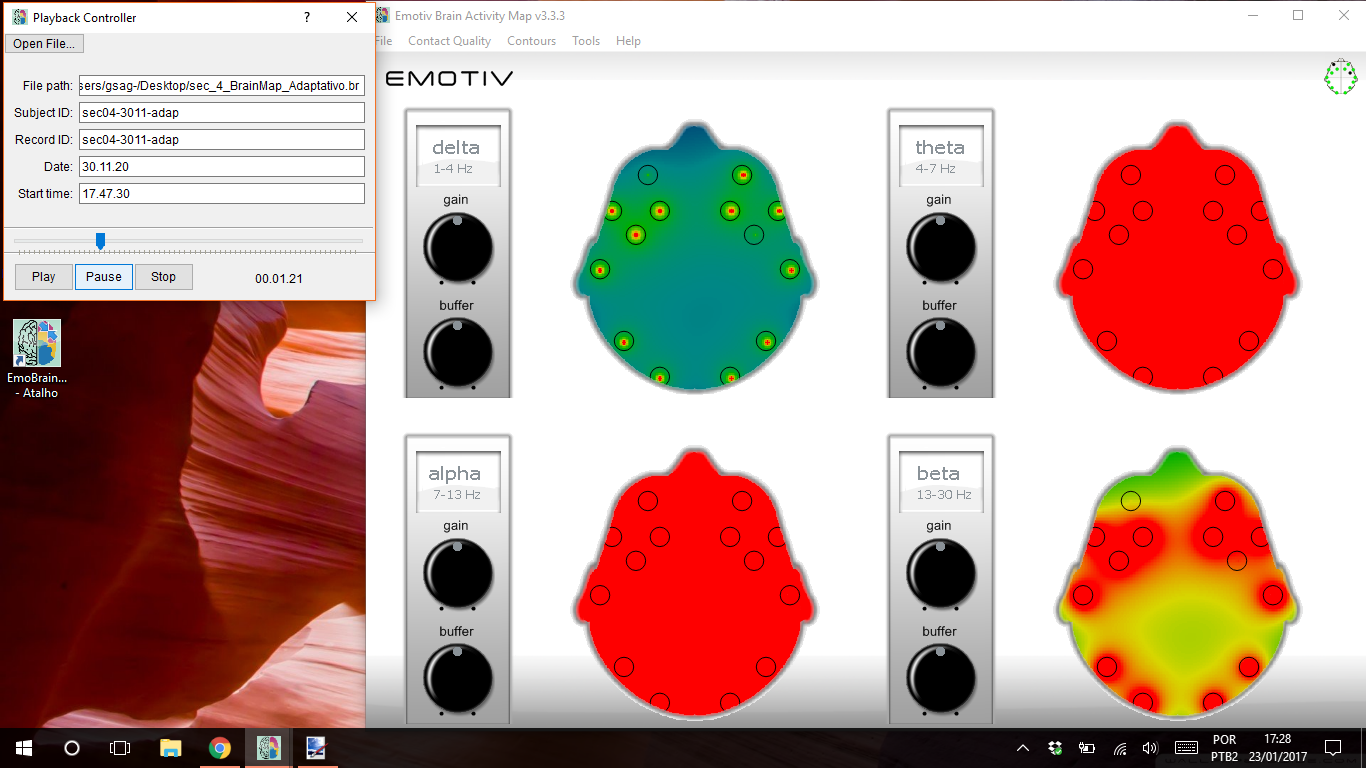 Playback Controller
?
Open File...
File path: sers/gsag-/Desktop/sec_4_BrainMap_Adaptativo.br
Subject ID: sec04-3011-adap
Record ID: sec04-3011-adap
Date: 30.11.20
Start time: 17.47.30
Play Pause Stop 00.01.21
EmoBrain...
- Atalho
Emotiv Brain Activity Map v3.3.3
File Contact Quality Contours Tools Help
EMOTIV
delta
1-4 Hz
gain
buffer
theta
4-7 Hz
gain
buffer
alpha
7-13 Hz
gain
buffer
beta
13-30 Hz
gain
buffer
POR
PTB2
17:28
23/01/2017